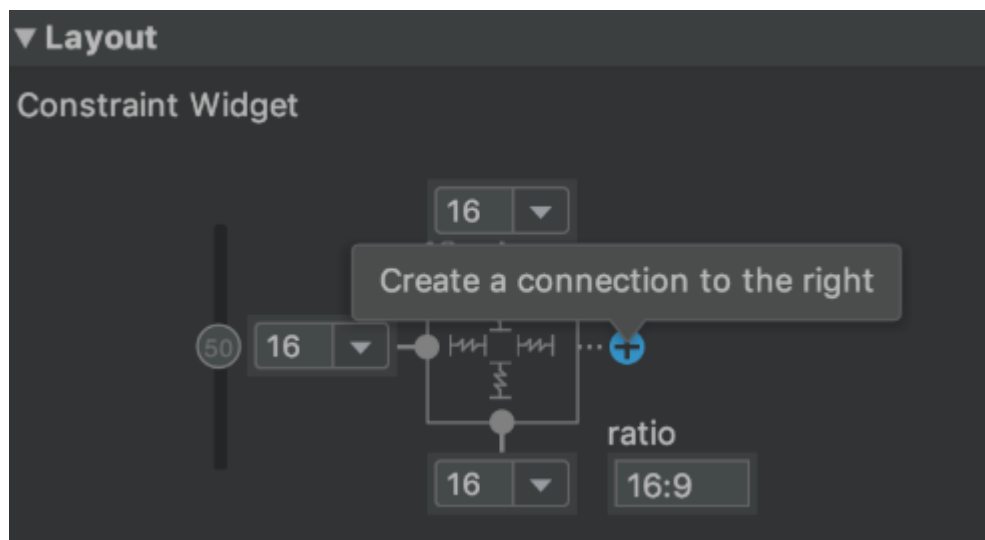 Layout
Constraint Widget
16
Create a connection to the right
50
16
ratio
16
16:9